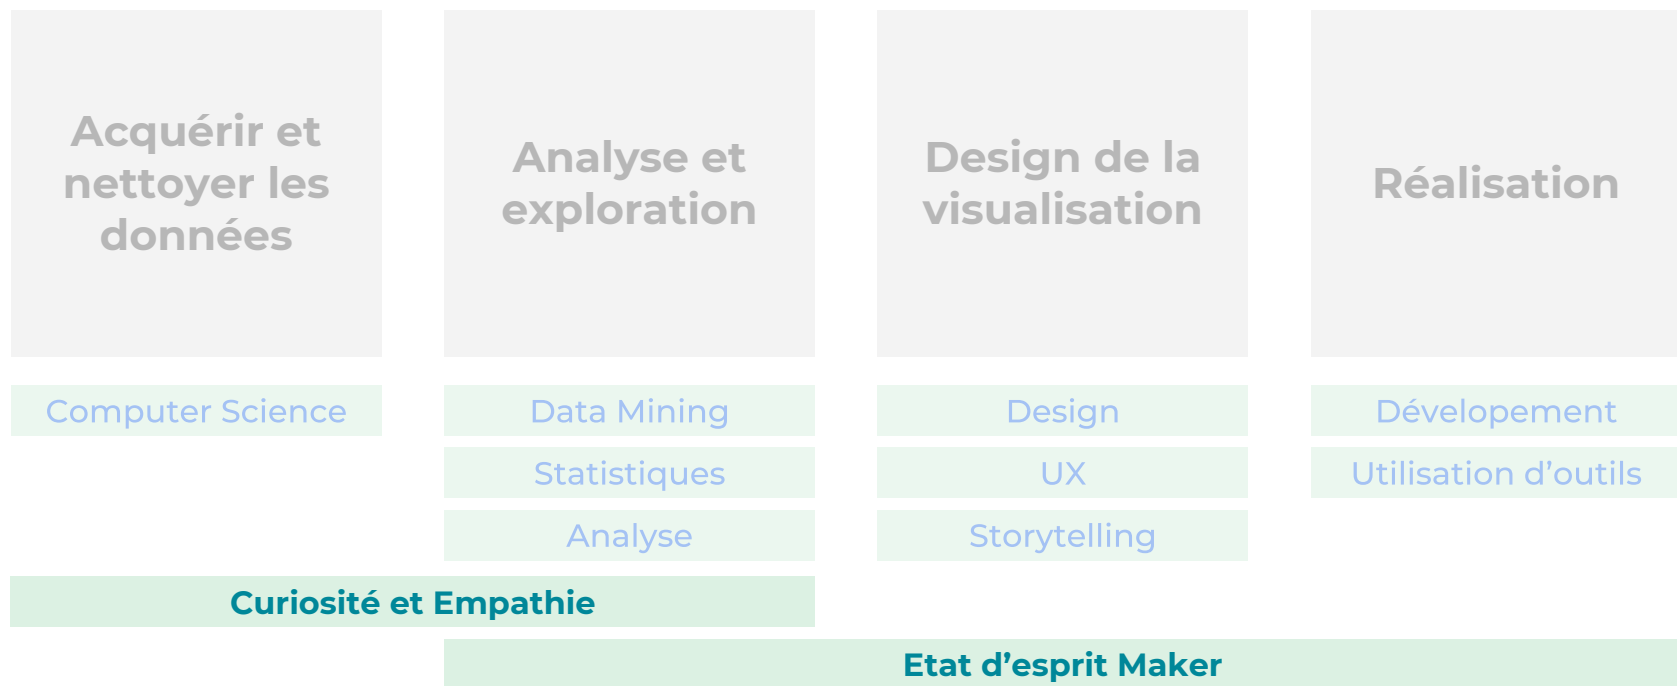 Acquérir et
nettoyer les
données
Analyse et
exploration
Design de la
visualisation
Réalisation
Computer Science
Data Mining
Design
Dévelopement
Statistiques
UX
Utilisation d’outils
Analyse
Storytelling
Curiosité et Empathie
Etat d’esprit Maker